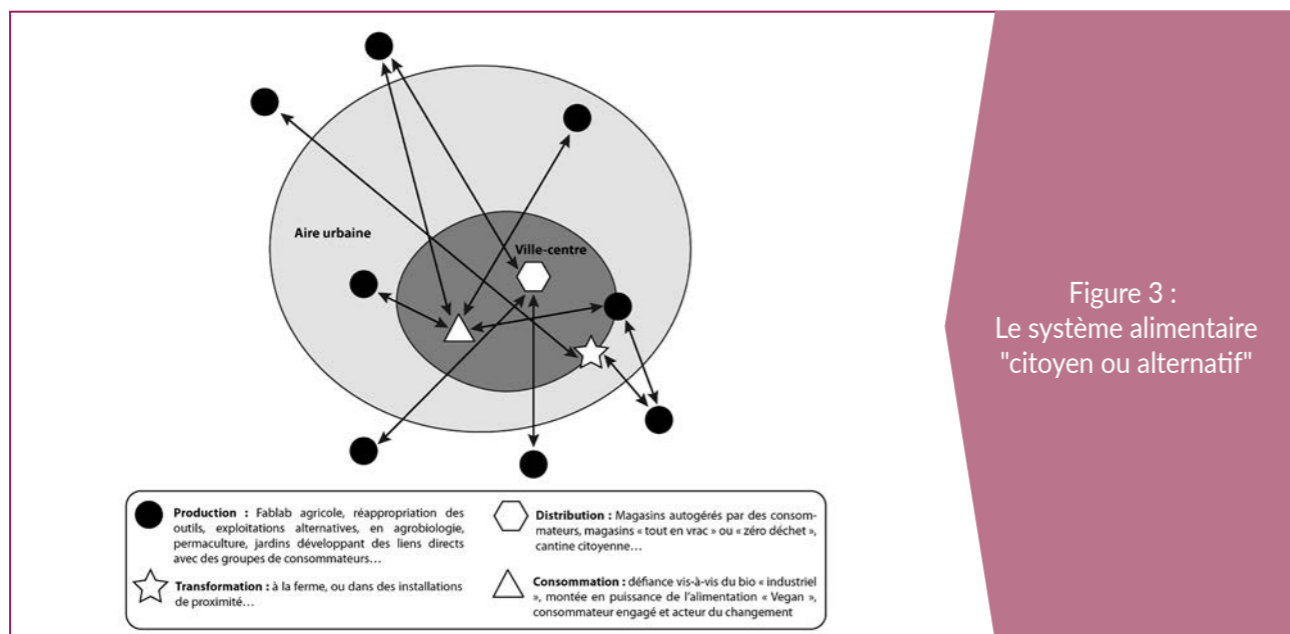 Aire urbaine
Ville-centre
Production : Fablab agricole, réappropriation des
outils, exploitations alternatives, en agrobiologie,
permaculture, jardins développant des liens directs
avec des groupes de consommateurs…
Transformation : à la ferme, ou dans des installations
de proximité…
Distribution : Magasins autogérés par des consom-
mateurs, magasins « tout en vrac » ou « zéro déchet »,
cantine citoyenne…
Consommation : défiance vis-à-vis du bio « industriel
», montée en puissance de l’alimentation « Vegan »,
consommateur engagé et acteur du changement
Figure 3 :
Le système alimentaire
"citoyen ou alternatif"